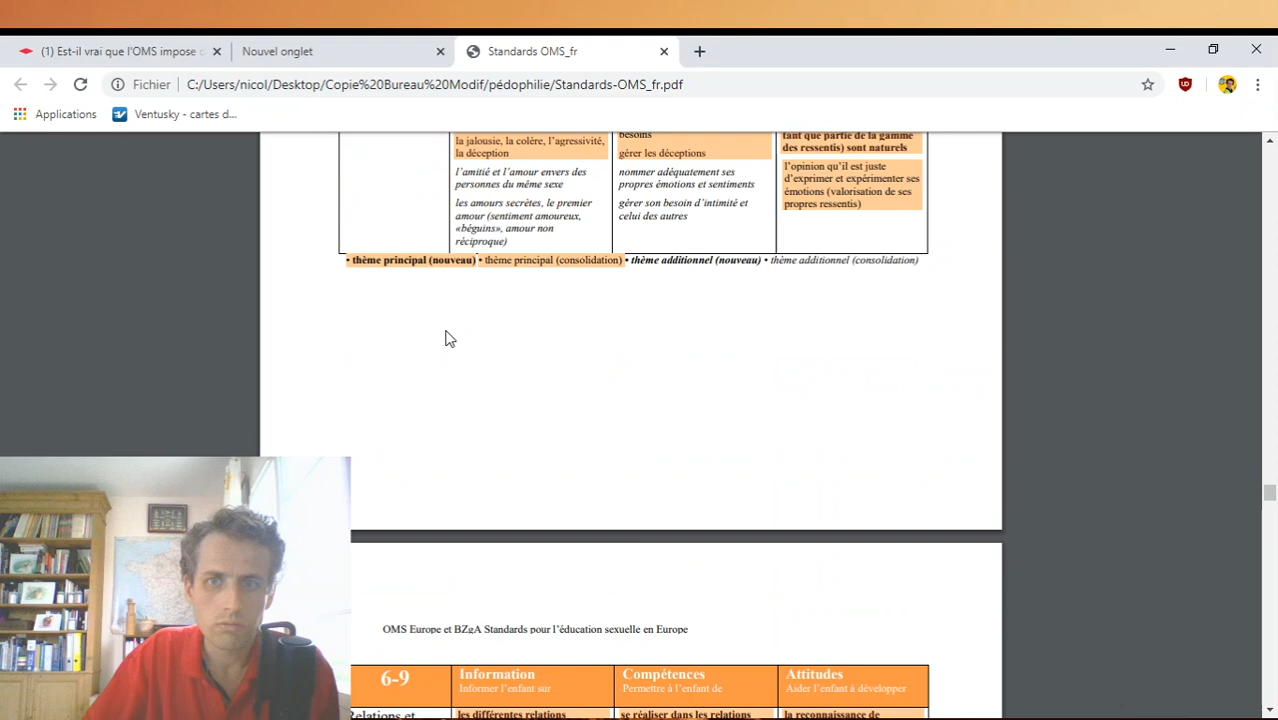 (1) Est-il vrai que l'OMS impose
Nouvel onglet
Standards OMS_fr
Fichier
C:/Users/nicol/Desktop/Copie%20Bureau%20Modif/pédophilie/Standards-OMS_fr.pdf
Applications
Ventusky - cartes d...
la jalousie, la colère, l'agressivité,
la déception
l'amitié et l'amour envers des
personnes du même sexe
les amours secrètes, le premier
amour (sentiment amoureux,
«béguins», amour non
réciproque)
besoins
gérer les déceptions
nommer adéquatement ses
propres émotions et sentiments
gérer son besoin d'intimité et
celui des autres
tant que partie de la gamme
des ressentis) sont naturels
l'opinion qu'il est juste
d'exprimer et expérimenter ses
émotions (valorisation de ses
propres ressentis)
• thème principal (nouveau) • thème principal (consolidation) • thème additionnel (nouveau) • thème additionnel (consolidation)
OMS Europe et BZgA Standards pour l'éducation sexuelle en Europe
6-9
Information
Informer l'enfant sur
Compétences
Permettre à l'enfant de
Attitudes
Aider l'enfant à développer
Relations et
les différentes relations
se réaliser dans les relations
la reconnaissance de